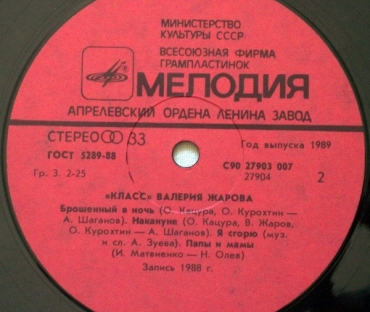 МИНИСТЕРСТВО
КУЛЬТУРЫ СССР
ВСЕСОЮЗНАЯ ФИРМА
ГРАМПЛАСТИНОК
МЕЛОДИЯ
АПРЕЛЕВСКИЙ ОРДЕНА ЛЕНИНА ЗАВОД
СТЕРЕО 33
Год выпуска 1989
ГОСТ 5289-88
С90 27903 007
Гр. 3. 2-25
27904
2
«КЛАСС» ВАЛЕРИЯ ЖАРОВА
Брошенный в ночь (О. Кацура, О. Курохтин —
А. Шаганов). Накануне (О. Кацура, В. Жаров,
О. Курохтин — А. Шаганов). Я сгорю (муз.
и сл. А. Зуева). Папы и мамы
(И. Матвиенко — Н. Олев)
Запись 1988 г.